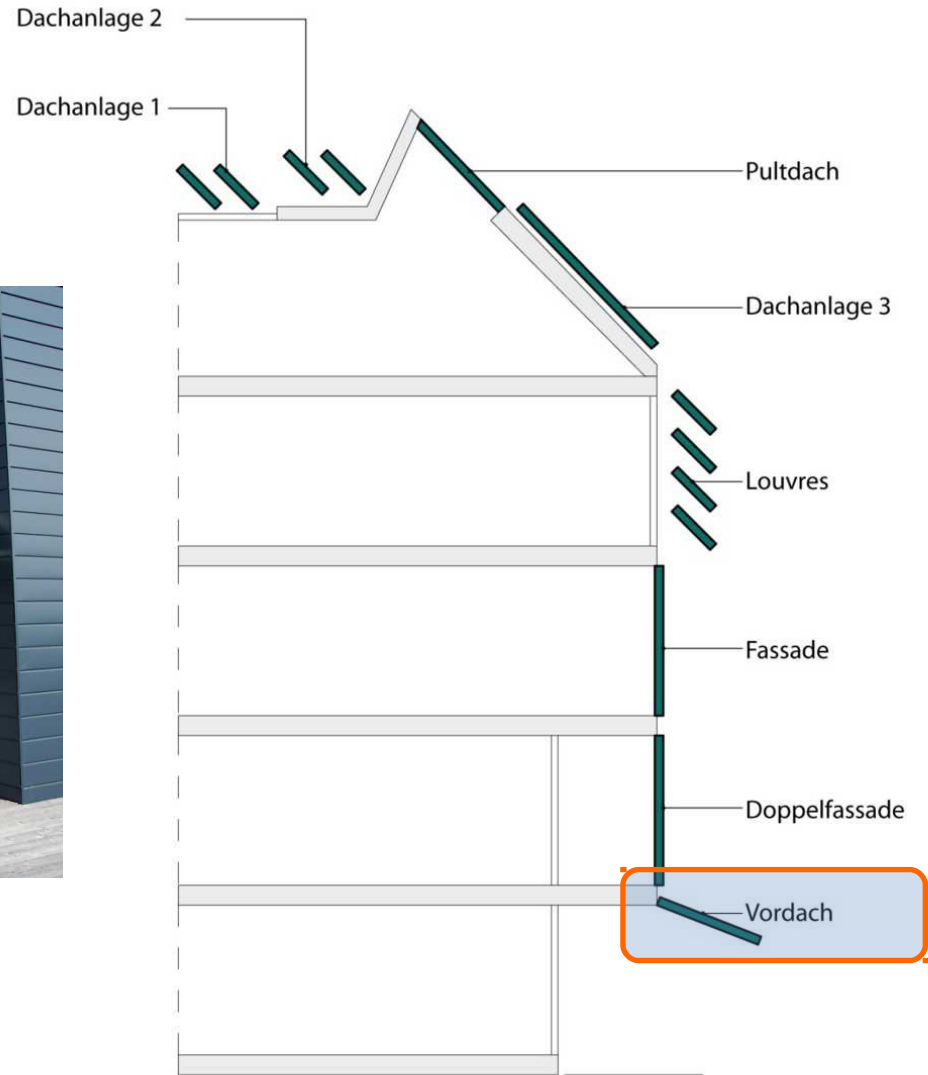 Dachanlage 2
Dachanlage 1
Pultdach
Dachanlage 3
Louvres
Fassade
Doppelfassade
Vordach